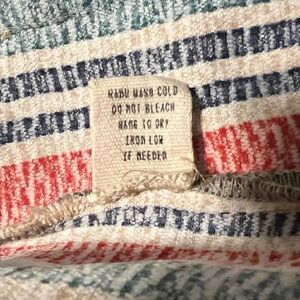 HAND WASH COLD
DO NOT BLEACH
HANG TO DRY
IRON LOW
IF NEEDED